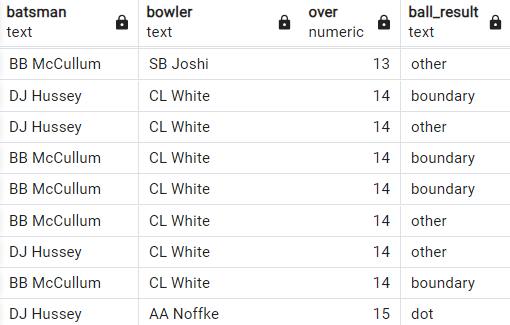 batsman bowler over ball_result
text text numeric text
BB McCullum SB Joshi 13 other
DJ Hussey CL White 14 boundary
DJ Hussey CL White 14 other
BB McCullum CL White 14 boundary
BB McCullum CL White 14 boundary
BB McCullum CL White 14 other
DJ Hussey CL White 14 other
BB McCullum CL White 14 boundary
DJ Hussey AA Noffke 15 dot